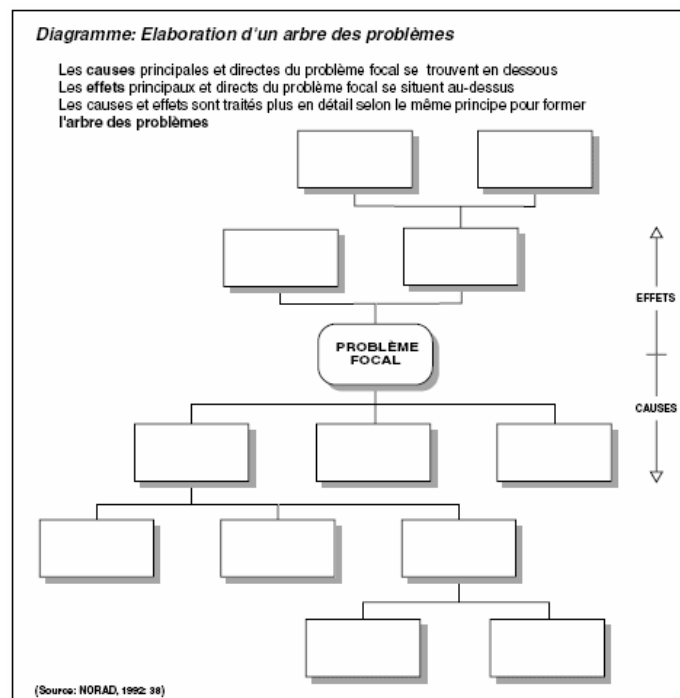 Diagramme: Elaboration d'un arbre des problèmes
Les causes principales et directes du problème focal se trouvent en dessous
Les effets principaux et directs du problème focal se situent au-dessus
Les causes et effets sont traités plus en détail selon le même principe pour former
l'arbre des problèmes
EFFETS
PROBLÈME
FOCAL
CAUSES
(Source: NORAD, 1992: 38)